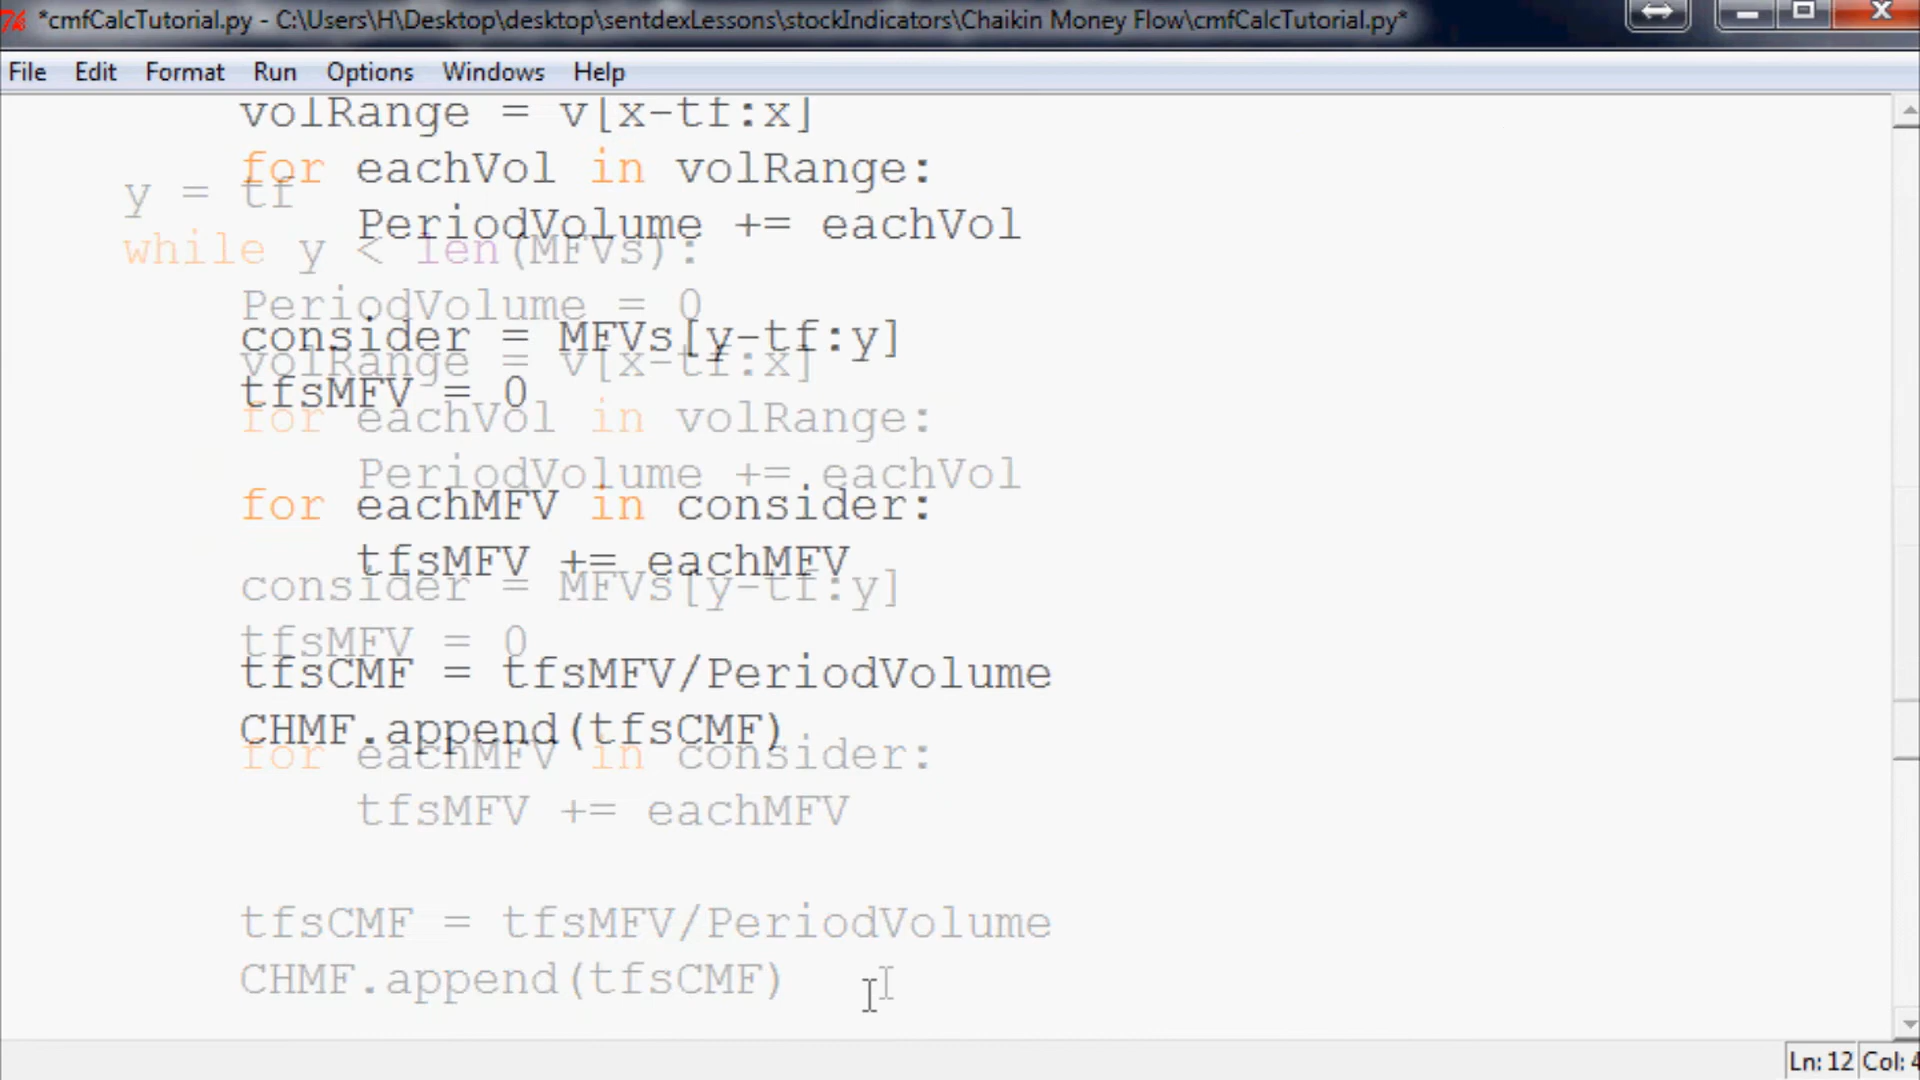 *cmfCalcTutorial.py - C:\Users\H\Desktop\desktop\sentdexLessons\stockIndicators\Chaikin Money Flow\cmfCalcTutorial.py*
File Edit Format Run Options Windows Help
volRange = v[x-tf:x]
for eachVol in volRange:
y = tf
PeriodVolume += eachVol
while y < len(MFVs):
PeriodVolume = 0
consider = MFVs[y-tf:y]
volRange = v[x-tf:x]
tfsMFV = 0
for eachVol in volRange:
PeriodVolume += eachVol
for eachMFV in consider:
tfsMFV += eachMFV
consider = MFVs[y-tf:y]
tfsMFV = 0
tfsCMF = tfsMFV/PeriodVolume
CHMF.append(tfsCMF)
for eachMFV in consider:
tfsMFV += eachMFV
tfsCMF = tfsMFV/PeriodVolume
CHMF.append(tfsCMF)
Ln: 12 Col: 4